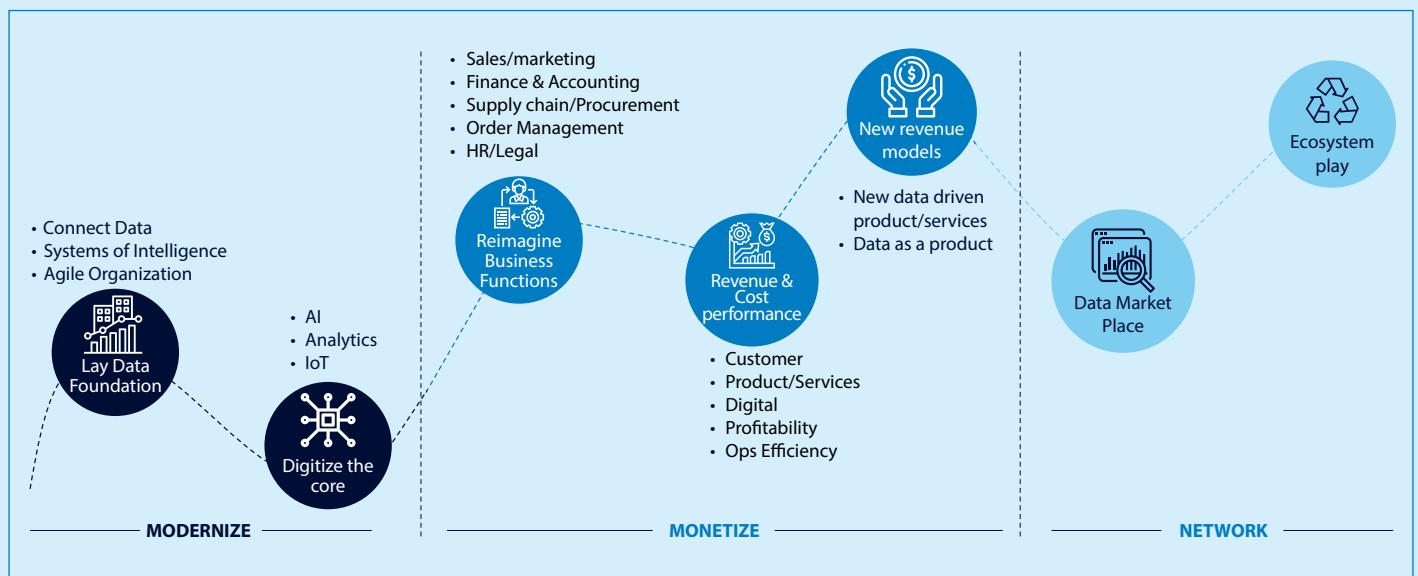 • Connect Data
• Systems of Intelligence
• Agile Organization
Lay Data
Foundation
• AI
• Analytics
• IoT
Digitize the
core
MODERNIZE
• Sales/marketing
• Finance & Accounting
• Supply chain/Procurement
• Order Management
• HR/Legal
Reimagine
Business
Functions
Revenue &
Cost
performance
• Customer
• Product/Services
• Digital
• Profitability
• Ops Efficiency
$
New revenue
models
• New data driven
product/services
• Data as a product
MONETIZE
Data Market
Place
Ecosystem
play
NETWORK